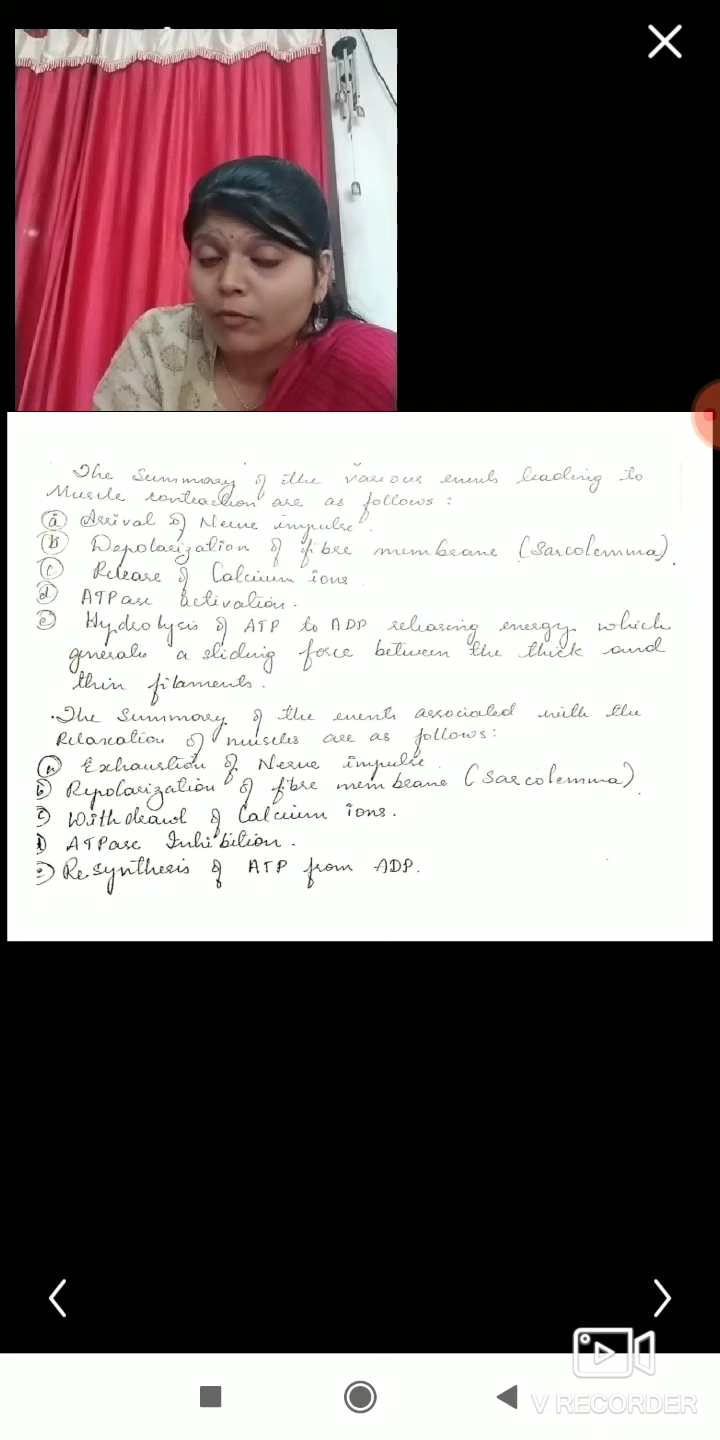 The Summary of the various events leading to
Muscle contraction are as follows:
(a) Arrival of Nerve impulse.
(b) Depolarization of fibre membrane (Sarcolemma).
(c) Release of Calcium ions.
(d) ATPase activation.
(e) Hydrolysis of ATP to ADP releasing energy which
generates a sliding force between the thick and
thin filaments.
.The Summary of the events associated with the
Relaxation of muscles are as follows:
(a) Exhaustion of Nerve impulse.
(b) Repolarization of fibre membrane (Sarcolemma).
(c) Withdrawl of Calcium ions.
(d) ATPase Inhibition.
(e) Resynthesis of ATP from ADP.
V RECORDER